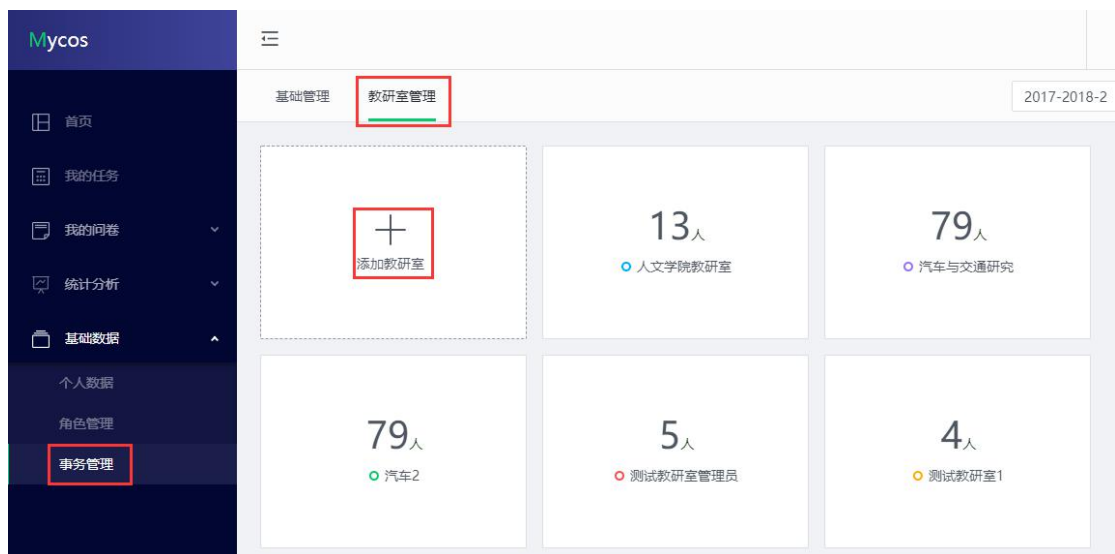 Mycos
首页
我的任务
我的问卷
统计分析
基础数据
个人数据
角色管理
事务管理
基础管理 教研室管理
2017-2018-2
添加教研室
13人
人文学院教研室
79人
汽车与交通研究
79人
汽车2
5人
测试教研室管理员
4人
测试教研室1